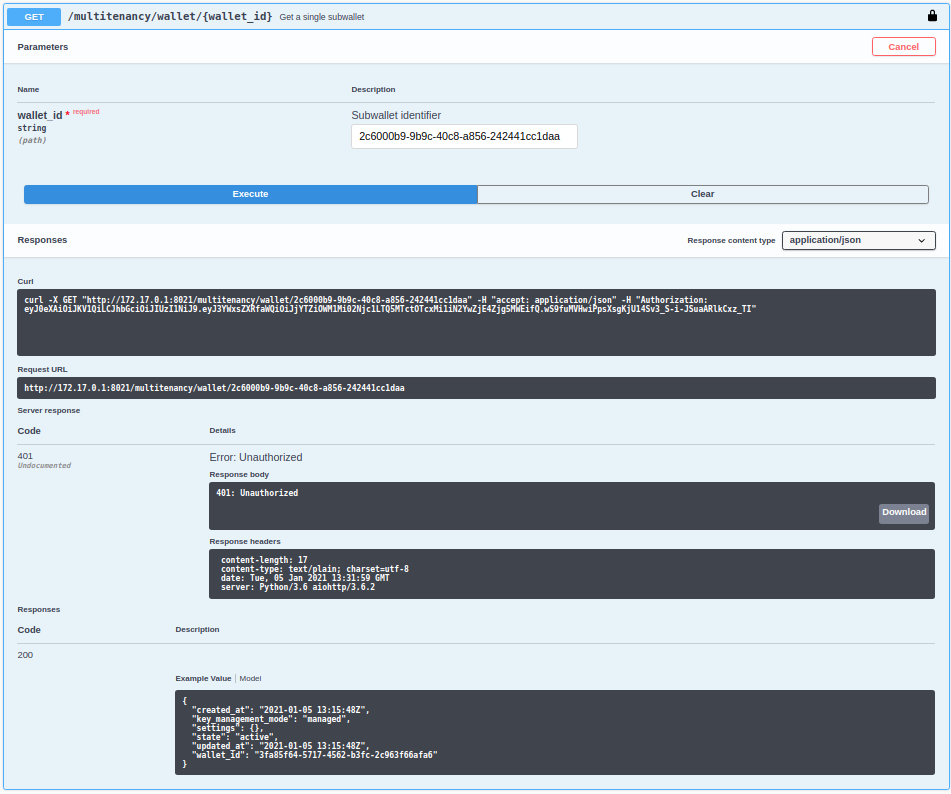 GET /multitenancy/wallet/{wallet_id} Get a single subwallet
Parameters
Cancel
Name Description
wallet_id * required
string
(path)
Subwallet identifier
2c6000b9-9b9c-40c8-a856-242441cc1daa
Execute Clear
Responses
Response content type application/json
Curl
curl -X GET "http://172.17.0.1:8021/multitenancy/wallet/2c6000b9-9b9c-40c8-a856-242441cc1daa" -H "accept: application/json" -H "Authorization:
eyJ0eXAiOiJKV1QiLCJhbGciOiJIUzI1NiJ9.eyJ3YWxsZXRfaWQiOiJjYTZiOWM1Mi02Njc1LTQ5MTctOTcxMi1iN2YwZjE4Zjg5MWEifQ.wS9fuMVHwiPpsXsgKjU14Sv3_S-i-JSuaARlkCxz_TI"
Request URL
http://172.17.0.1:8021/multitenancy/wallet/2c6000b9-9b9c-40c8-a856-242441cc1daa
Server response
Code Details
401
Undocumented
Error: Unauthorized
Response body
401: Unauthorized
Download
Response headers
content-length: 17
content-type: text/plain; charset=utf-8
date: Tue, 05 Jan 2021 13:31:59 GMT
server: Python/3.6 aiohttp/3.6.2
Responses
Code Description
200
Example Value Model
{
"created_at": "2021-01-05 13:15:48Z",
"key_management_mode": "managed",
"settings": {},
"state": "active",
"updated_at": "2021-01-05 13:15:48Z",
"wallet_id": "3fa85f64-5717-4562-b3fc-2c963f66afa6"
}